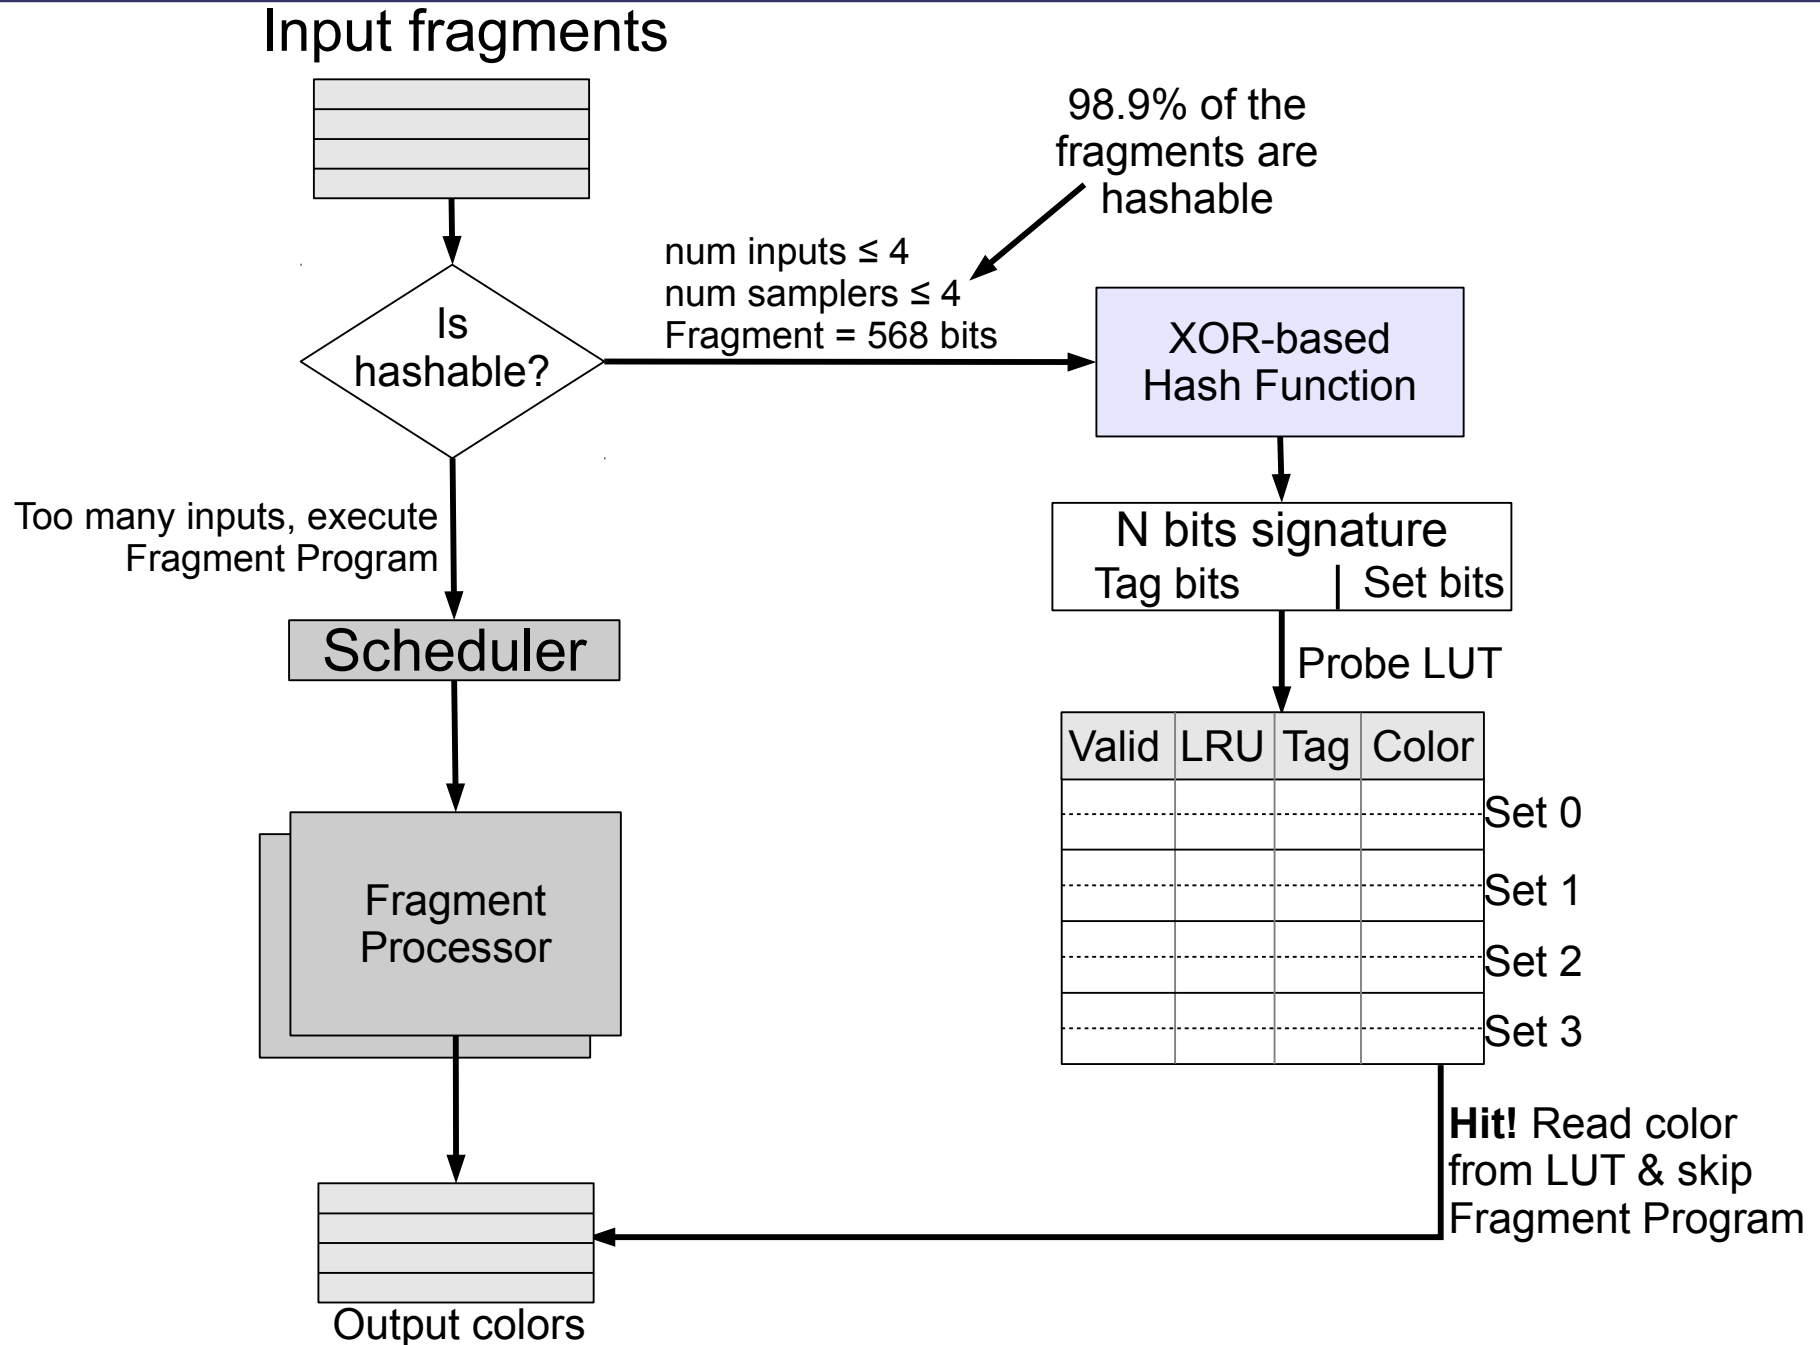 Input fragments
98.9% of the
fragments are
hashable
num inputs ≤ 4
num samplers ≤ 4
Fragment = 568 bits
Is
hashable?
XOR-based
Hash Function
Too many inputs, execute
Fragment Program
N bits signature
Tag bits | Set bits
Scheduler
Probe LUT
Valid LRU Tag Color
Set 0
Set 1
Set 2
Set 3
Fragment
Processor
Hit! Read color
from LUT & skip
Fragment Program
Output colors